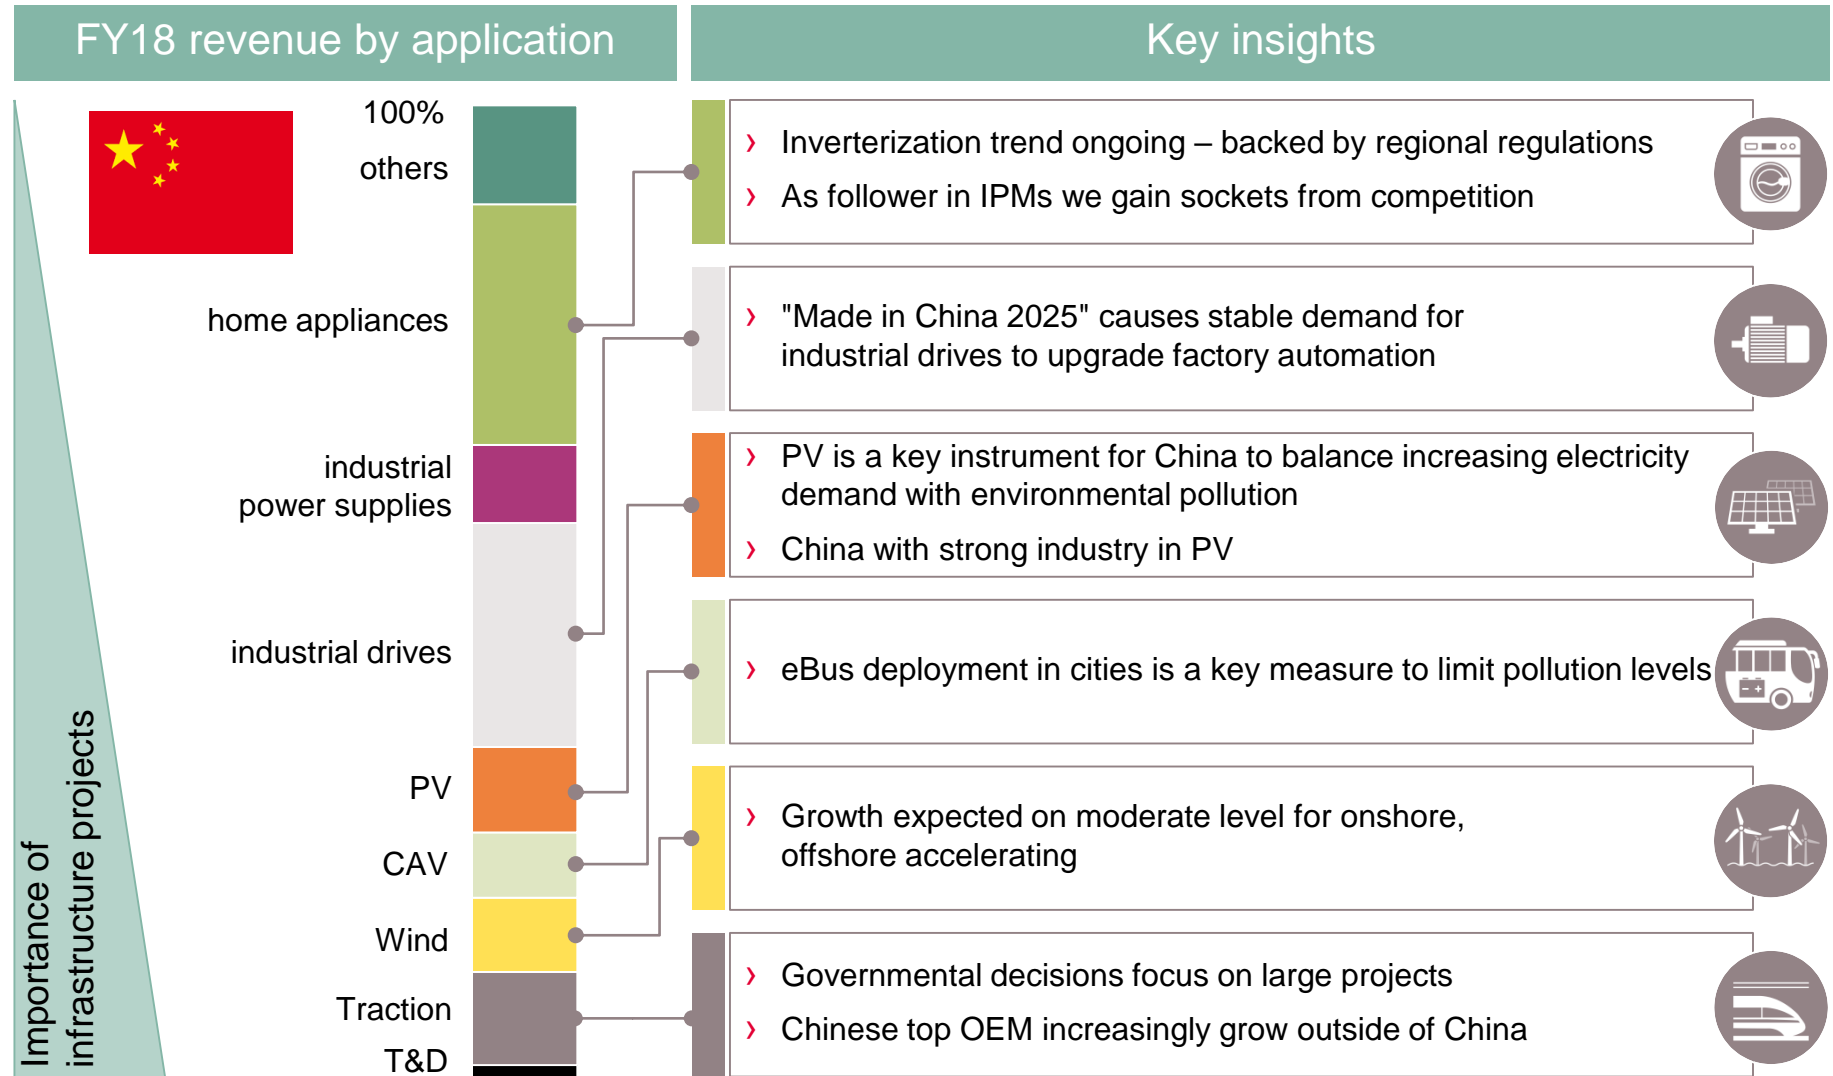 FY18 revenue by application
Key insights
100%
others
home appliances
industrial
power supplies
industrial drives
PV
CAV
Wind
Traction
T&D
Importance of
infrastructure projects
› Inverterization trend ongoing – backed by regional regulations
› As follower in IPMs we gain sockets from competition
› "Made in China 2025" causes stable demand for
industrial drives to upgrade factory automation
› PV is a key instrument for China to balance increasing electricity
demand with environmental pollution
› China with strong industry in PV
› eBus deployment in cities is a key measure to limit pollution levels
› Growth expected on moderate level for onshore,
offshore accelerating
› Governmental decisions focus on large projects
› Chinese top OEM increasingly grow outside of China